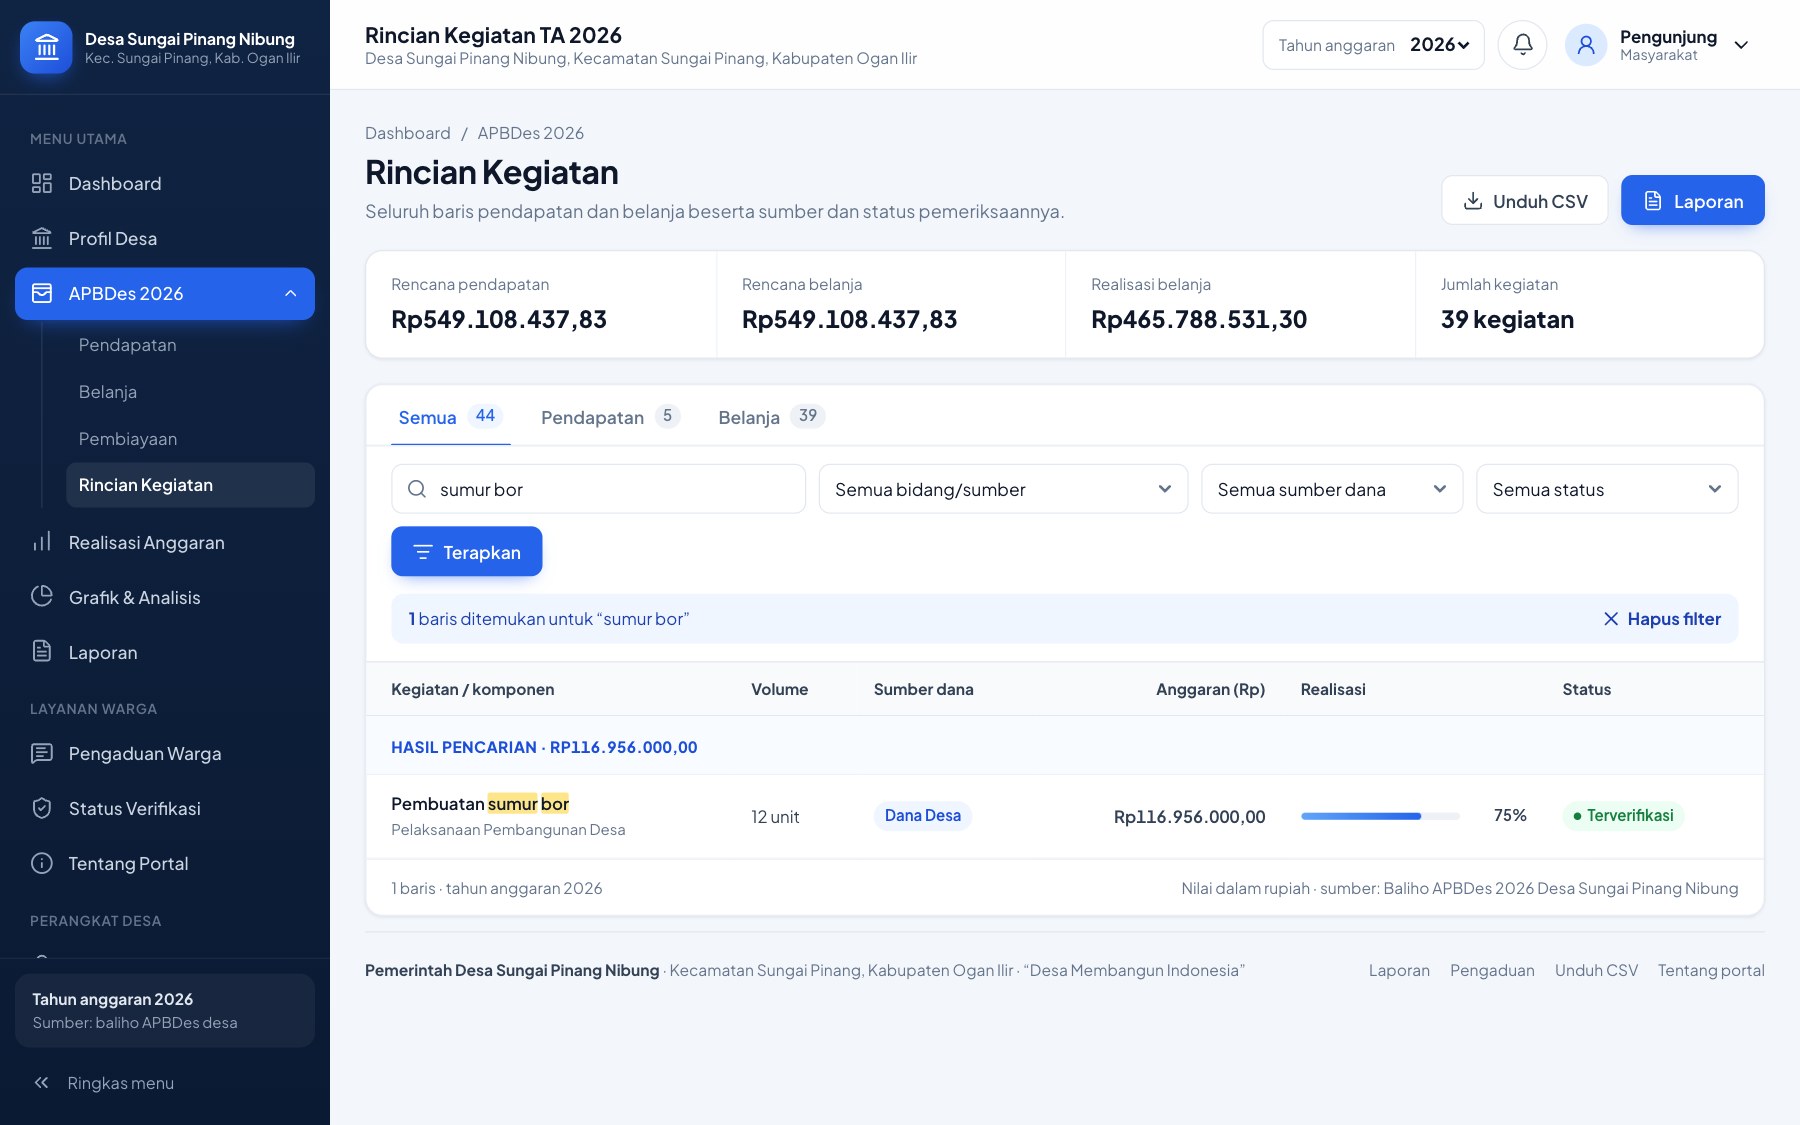 Desa Sungai Pinang Nibung
Kec. Sungai Pinang, Kab. Ogan Ilir
MENU UTAMA
Dashboard
Profil Desa
APBDes 2026
Pendapatan
Belanja
Pembiayaan
Rincian Kegiatan
Realisasi Anggaran
Grafik & Analisis
Laporan
LAYANAN WARGA
Pengaduan Warga
Status Verifikasi
Tentang Portal
PERANGKAT DESA
Tahun anggaran 2026
Sumber: baliho APBDes desa
Ringkas menu
Rincian Kegiatan TA 2026
Desa Sungai Pinang Nibung, Kecamatan Sungai Pinang, Kabupaten Ogan Ilir
Tahun anggaran 2026
Pengunjung
Masyarakat
Dashboard / APBDes 2026
Rincian Kegiatan
Seluruh baris pendapatan dan belanja beserta sumber dan status pemeriksaannya.
Unduh CSV
Laporan
Rencana pendapatan
Rp549.108.437,83
Rencana belanja
Rp549.108.437,83
Realisasi belanja
Rp465.788.531,30
Jumlah kegiatan
39 kegiatan
Semua 44
Pendapatan 5
Belanja 39
sumur bor
Semua bidang/sumber
Semua sumber dana
Semua status
Terapkan
1 baris ditemukan untuk “sumur bor”
Hapus filter
Kegiatan / komponen Volume Sumber dana Anggaran (Rp) Realisasi Status
HASIL PENCARIAN · RP116.956.000,00
Pembuatan sumur bor
Pelaksanaan Pembangunan Desa
12 unit
Dana Desa
Rp116.956.000,00
75%
Terverifikasi
1 baris · tahun anggaran 2026
Nilai dalam rupiah · sumber: Baliho APBDes 2026 Desa Sungai Pinang Nibung
Pemerintah Desa Sungai Pinang Nibung · Kecamatan Sungai Pinang, Kabupaten Ogan Ilir · “Desa Membangun Indonesia”
Laporan Pengaduan Unduh CSV Tentang portal